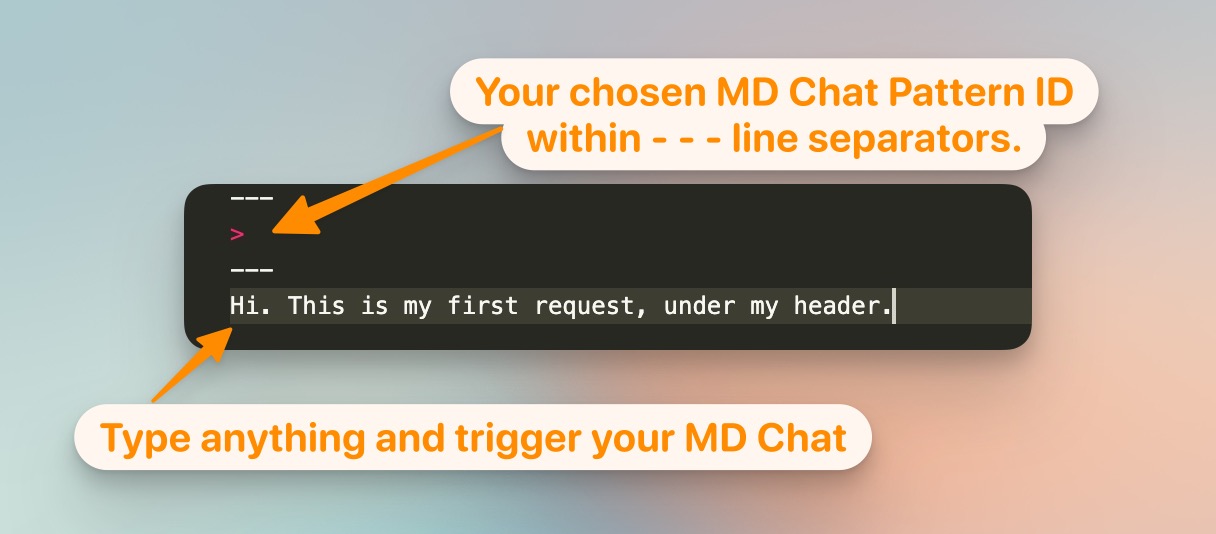 Your chosen MD Chat Pattern ID
within - - - line separators.
---
>
---
Hi. This is my first request, under my header.
Type anything and trigger your MD Chat